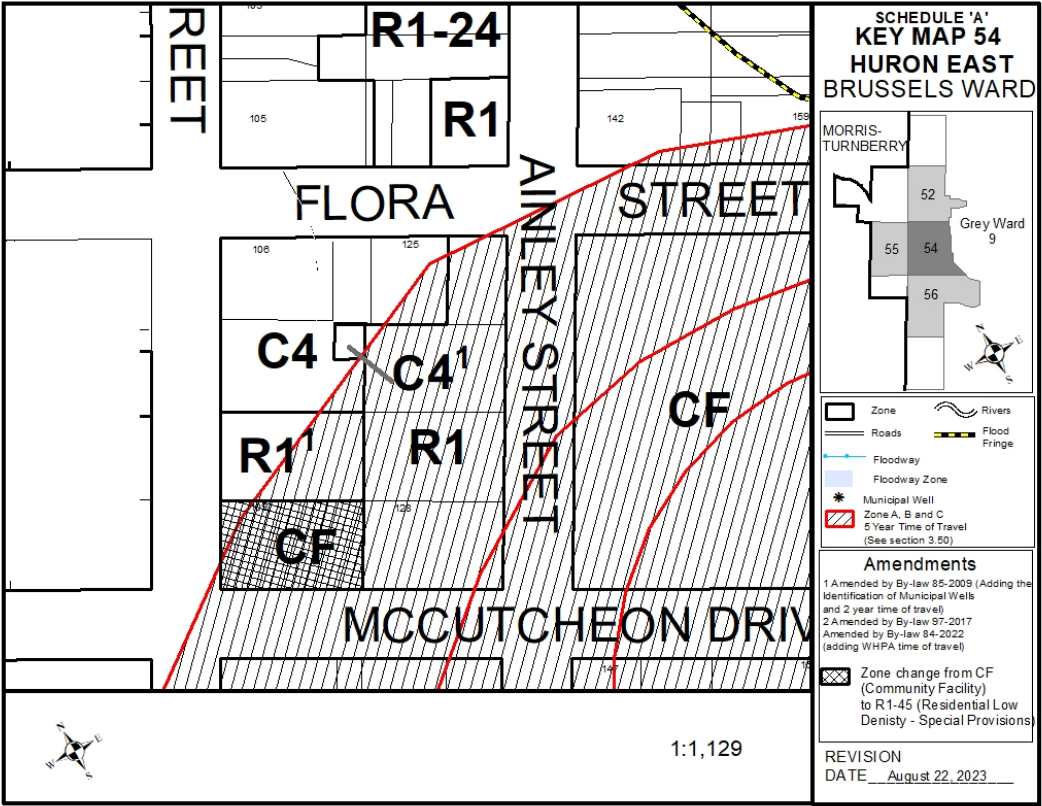 REET
R1-24
R1
105
142
159
FLORA
STREET
AINLEY STREET
106
125
C4
C4¹
CF
R1¹
R1
CF
128
MCCUTCHEON DRIV
1:1,129
N
E
S
W
SCHEDULE 'A'
KEY MAP 54
HURON EAST
BRUSSELS WARD
MORRIS-
TURNBERRY
52
Grey Ward
9
55
54
56
N
E
S
W
Zone
Rivers
Roads
Flood
Fringe
Floodway
Floodway Zone
Municipal Well
Zone A, B and C
5 Year Time of Travel
(See section 3.50)
Amendments
1 Amended by By-law 85-2009 (Adding the
Identification of Municipal Wells
and 2 year time of travel)
2 Amended by By-law 97-2017
Amended by By-law 84-2022
(adding WHPA time of travel)
Zone change from CF
(Community Facility)
to R1-45 (Residential Low
Denisty - Special Provisions)
REVISION
DATE August 22, 2023